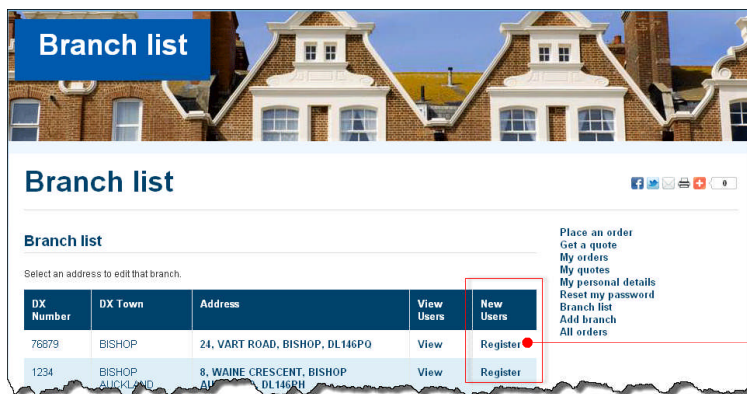 Branch list
Branch list
0
Branch list
Select an address to edit that branch.
DX Number
DX Town
Address
View Users
New Users
76879 BISHOP 24, VART ROAD, BISHOP, DL146PQ View Register
1234 BISHOP AUCKLAND 8, WAINE CRESCENT, BISHOP View Register
DL146PH
Place an order
Get a quote
My orders
My quotes
My personal details
Reset my password
Branch list
Add branch
All orders